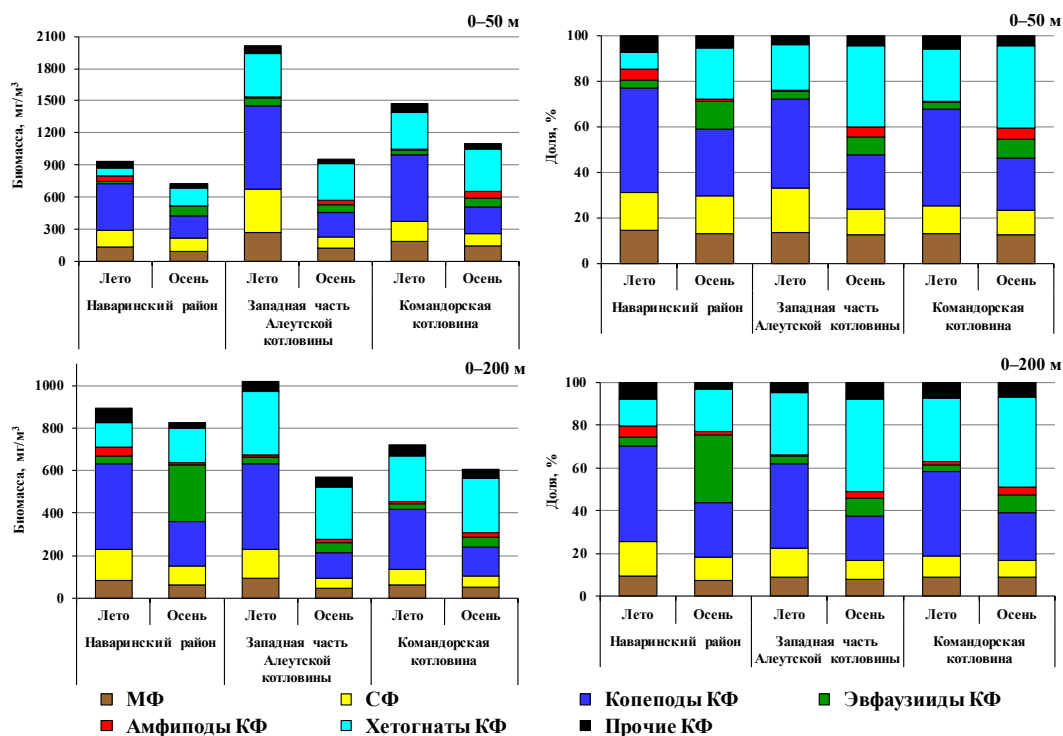 0–50 м
Биомасса, мг/м³
2100
1800
1500
1200
900
600
300
0
Лето Осень Лето Осень Лето Осень
Наваринский район Западная часть Алеутской котловины Командорская котловина
0–50 м
Доля, %
100
80
60
40
20
0
Лето Осень Лето Осень Лето Осень
Наваринский район Западная часть Алеутской котловины Командорская котловина
0–200 м
Биомасса, мг/м³
1000
800
600
400
200
0
Лето Осень Лето Осень Лето Осень
Наваринский район Западная часть Алеутской котловины Командорская котловина
0–200 м
Доля, %
100
80
60
40
20
0
Лето Осень Лето Осень Лето Осень
Наваринский район Западная часть Алеутской котловины Командорская котловина
МФ СФ Копеподы КФ Эвфаузииды КФ
Амфиподы КФ Хетогнаты КФ Прочие КФ